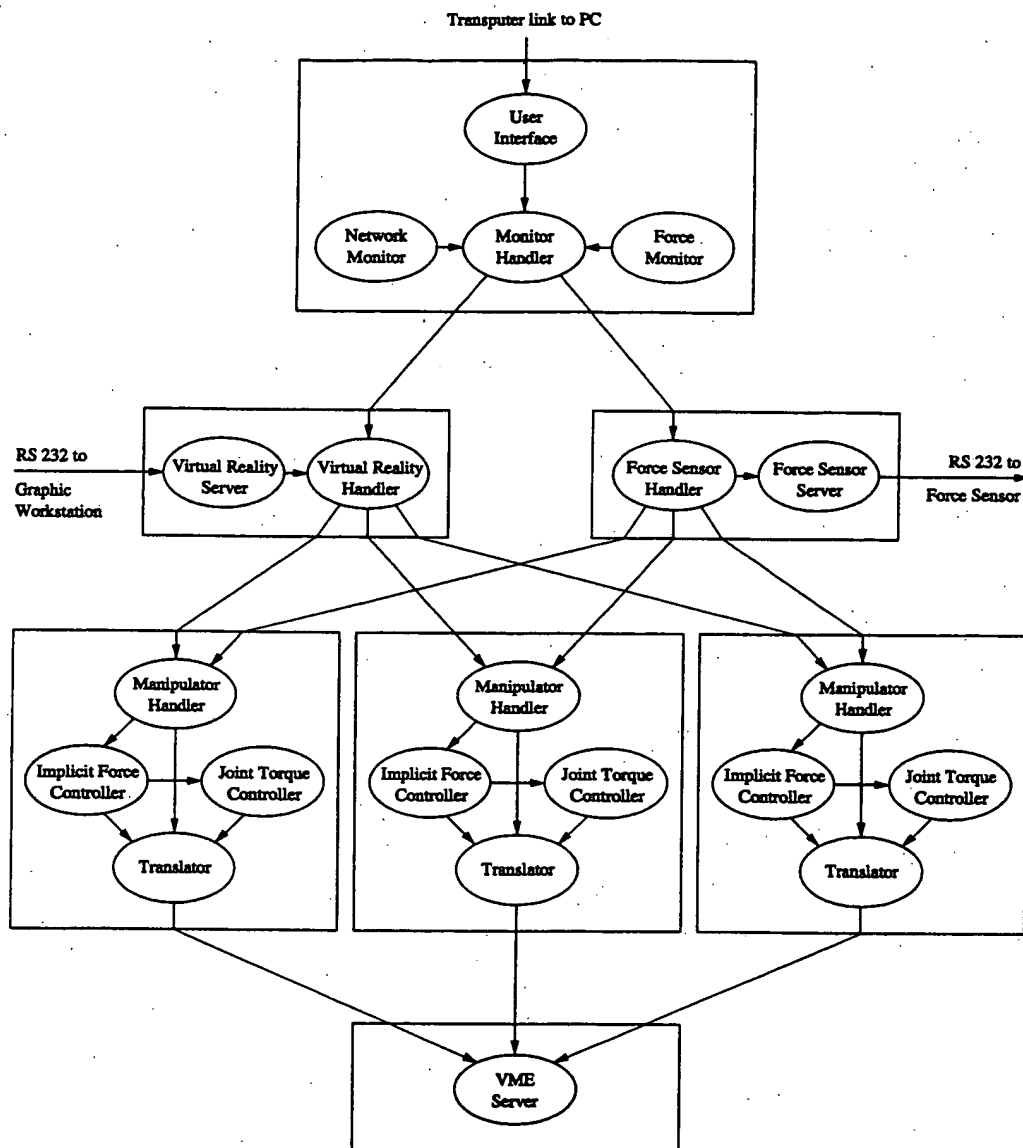 Transputer link to PC
User
Interface
Network
Monitor
Monitor
Handler
Force
Monitor
RS 232 to
Graphic
Workstation
Virtual Reality
Server
Virtual Reality
Handler
Force Sensor
Handler
Force Sensor
Server
RS 232 to
Force Sensor
Manipulator
Handler
Implicit Force
Controller
Joint Torque
Controller
Translator
Manipulator
Handler
Implicit Force
Controller
Joint Torque
Controller
Translator
Manipulator
Handler
Implicit Force
Controller
Joint Torque
Controller
Translator
VME
Server